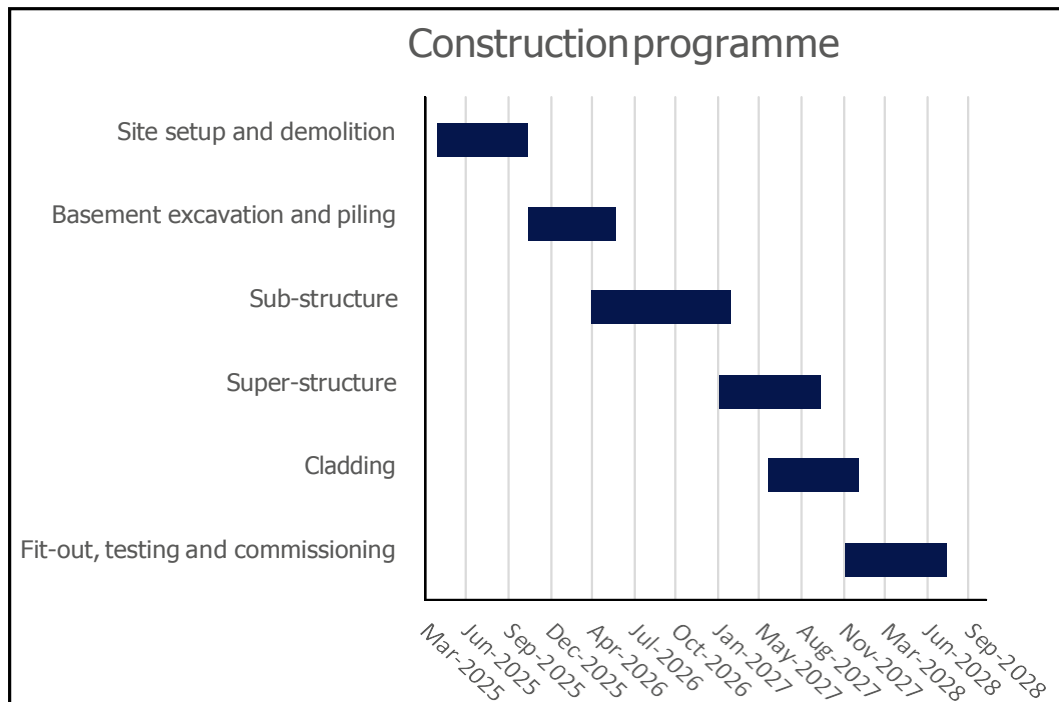 Construction programme
Site setup and demolition
Basement excavation and piling
Sub-structure
Super-structure
Cladding
Fit-out, testing and commissioning
Mar-2025
Jun-2025
Sep-2025
Dec-2025
Apr-2026
Jul-2026
Oct-2026
Jan-2027
May-2027
Aug-2027
Nov-2027
Mar-2028
Jun-2028
Sep-2028